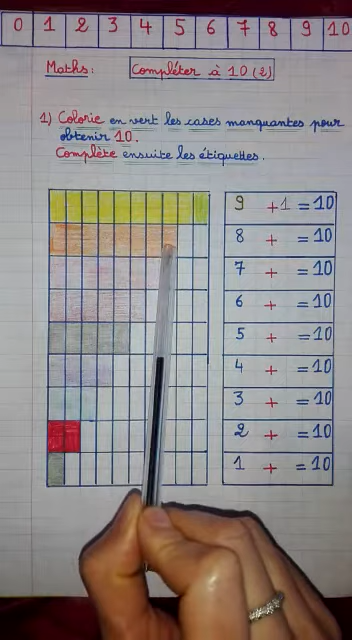 0 1 2 3 4 5 6 7 8 9 10
Maths: Compléter à 10 (2)
1) Colorie en vert les cases manquantes pour
obtenir 10.
Complète ensuite les étiquettes.
9 +1 = 10
8 + = 10
7 + = 10
6 + = 10
5 + = 10
4 + = 10
3 + = 10
2 + = 10
1 + = 10